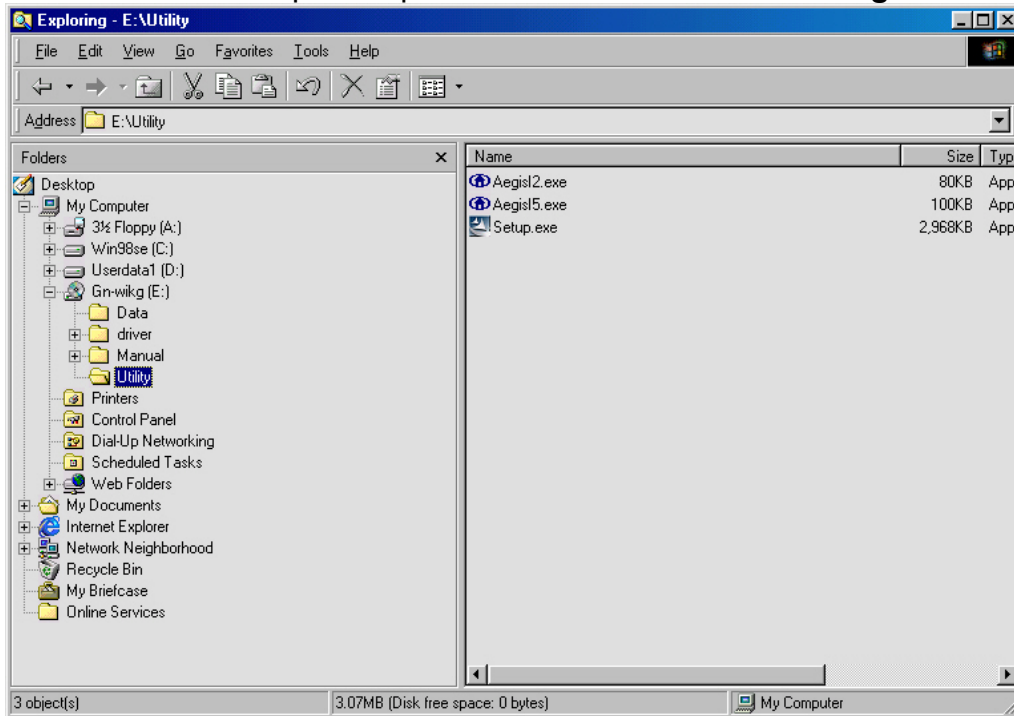 Exploring - E:\Utility
File Edit View Go Favorites Tools Help
Address E:\Utility
Folders
Desktop
My Computer
3½ Floppy (A:)
Win98se (C:)
Userdata1 (D:)
Gn-wikg (E:)
Data
driver
Manual
Utility
Printers
Control Panel
Dial-Up Networking
Scheduled Tasks
Web Folders
My Documents
Internet Explorer
Network Neighborhood
Recycle Bin
My Briefcase
Online Services
Name Size Typ
AegisI2.exe 80KB App
AegisI5.exe 100KB App
Setup.exe 2,968KB App
3 object(s) 3.07MB (Disk free space: 0 bytes) My Computer